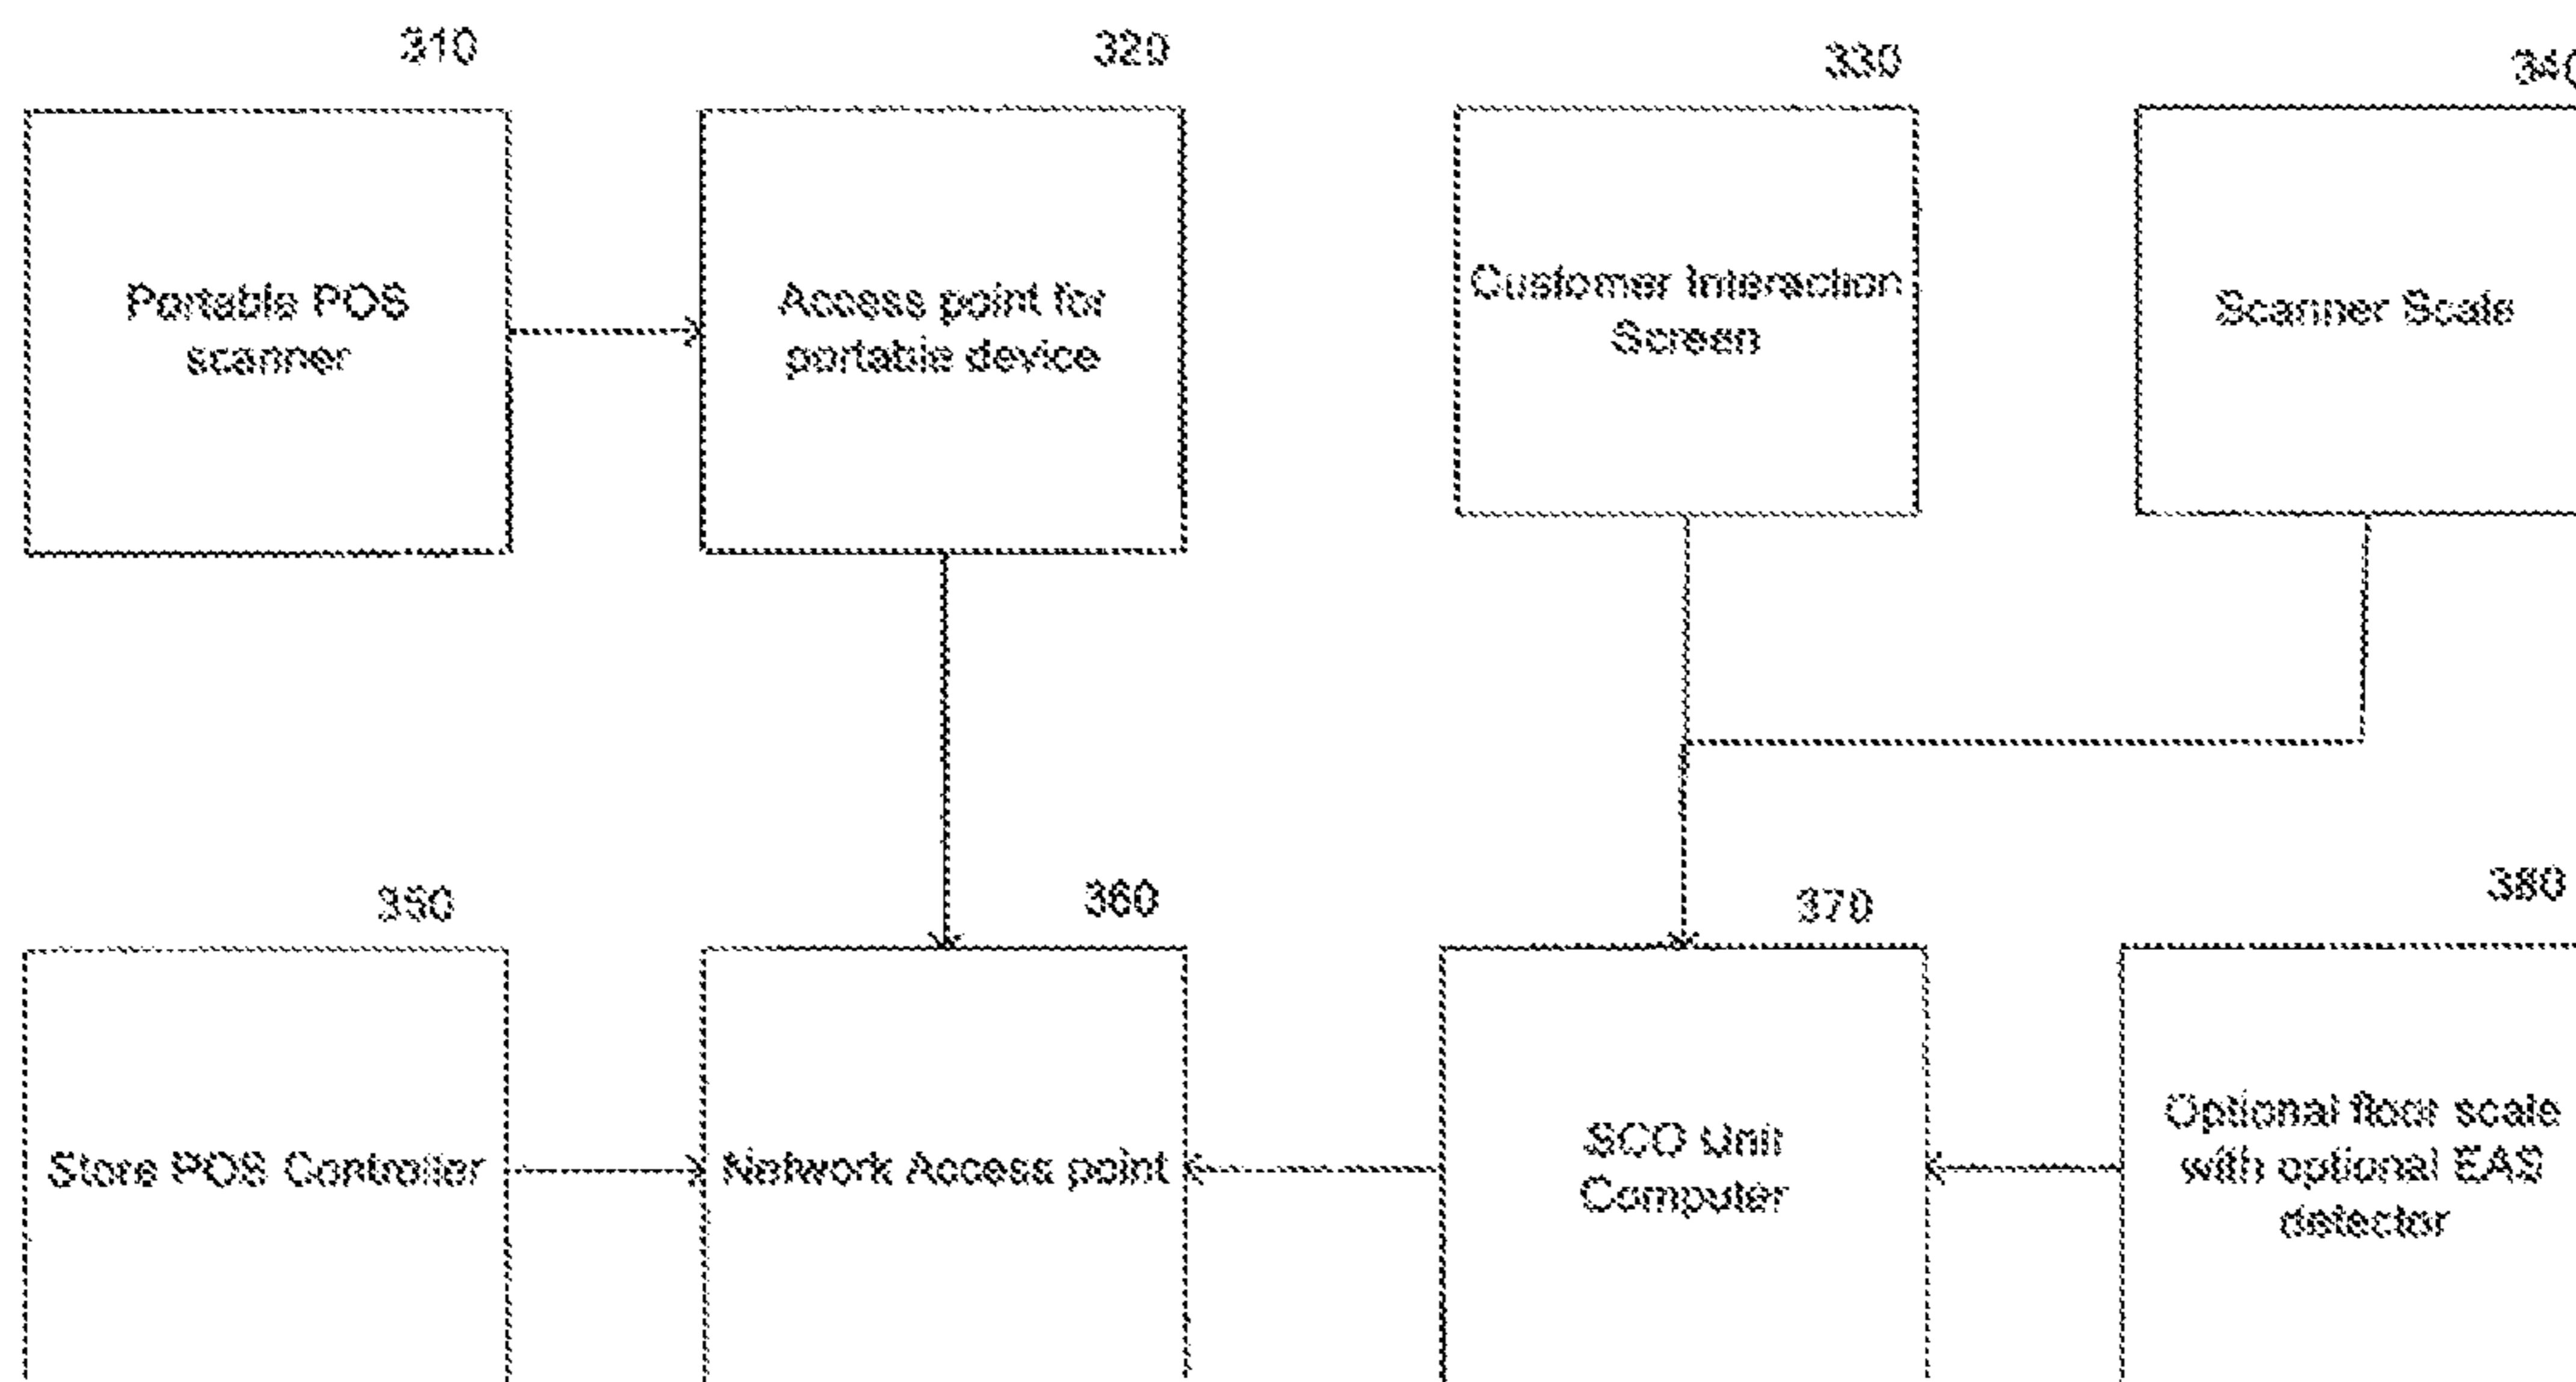 310
320
330
340
Portable POS
scanner
Access point for
portable device
Customer Interaction
Screen
Scanner Scale
350
360
370
380
Store POS Controller
Network Access point
SCO Unit
Computer
Optional floor scale
with optional EAS
detector